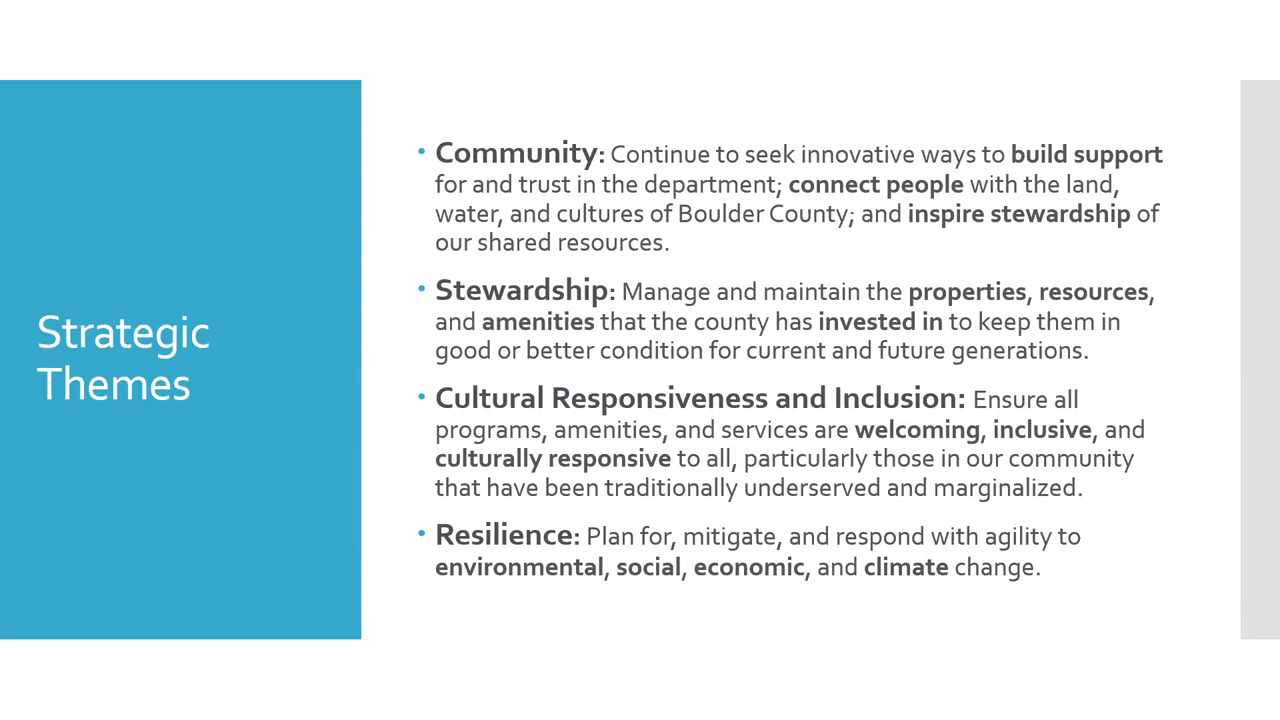 Strategic
Themes
• Community: Continue to seek innovative ways to build support
for and trust in the department; connect people with the land,
water, and cultures of Boulder County; and inspire stewardship of
our shared resources.
• Stewardship: Manage and maintain the properties, resources,
and amenities that the county has invested in to keep them in
good or better condition for current and future generations.
• Cultural Responsiveness and Inclusion: Ensure all
programs, amenities, and services are welcoming, inclusive, and
culturally responsive to all, particularly those in our community
that have been traditionally underserved and marginalized.
• Resilience: Plan for, mitigate, and respond with agility to
environmental, social, economic, and climate change.